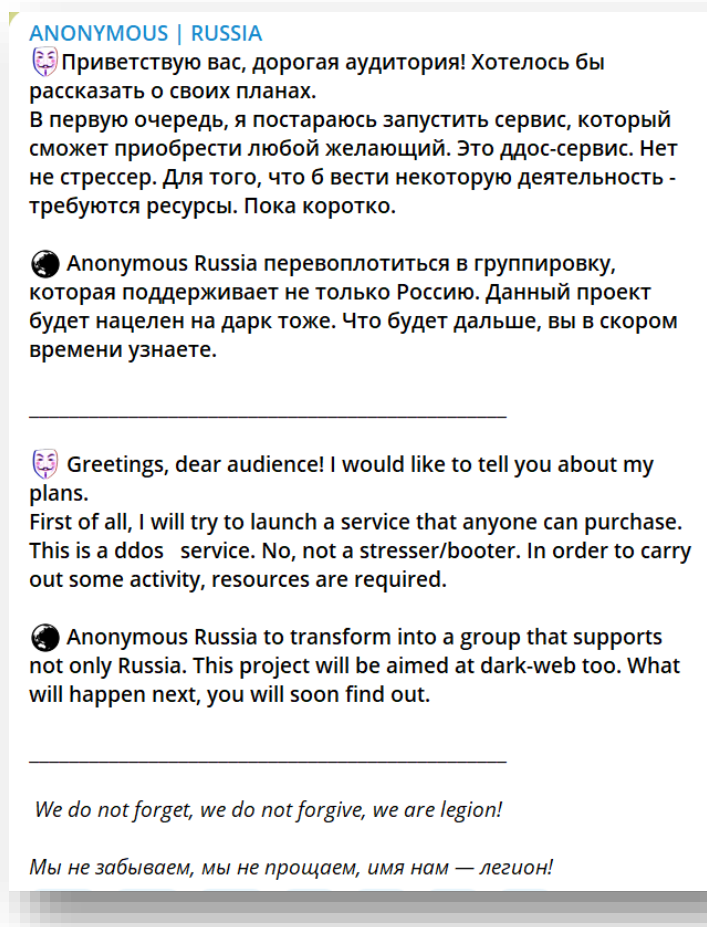 ANONYMOUS | RUSSIA
Приветствую вас, дорогая аудитория! Хотелось бы
рассказать о своих планах.
В первую очередь, я постараюсь запустить сервис, который
сможет приобрести любой желающий. Это ддос-сервис. Нет
не стрессер. Для того, что б вести некоторую деятельность -
требуются ресурсы. Пока коротко.
Anonymous Russia перевоплотиться в группировку,
которая поддерживает не только Россию. Данный проект
будет нацелен на дарк тоже. Что будет дальше, вы в скором
времени узнаете.
Greetings, dear audience! I would like to tell you about my
plans.
First of all, I will try to launch a service that anyone can purchase.
This is a ddos service. No, not a stresser/booter. In order to carry
out some activity, resources are required.
Anonymous Russia to transform into a group that supports
not only Russia. This project will be aimed at dark-web too. What
will happen next, you will soon find out.
We do not forget, we do not forgive, we are legion!
Мы не забываем, мы не прощаем, имя нам — легион!